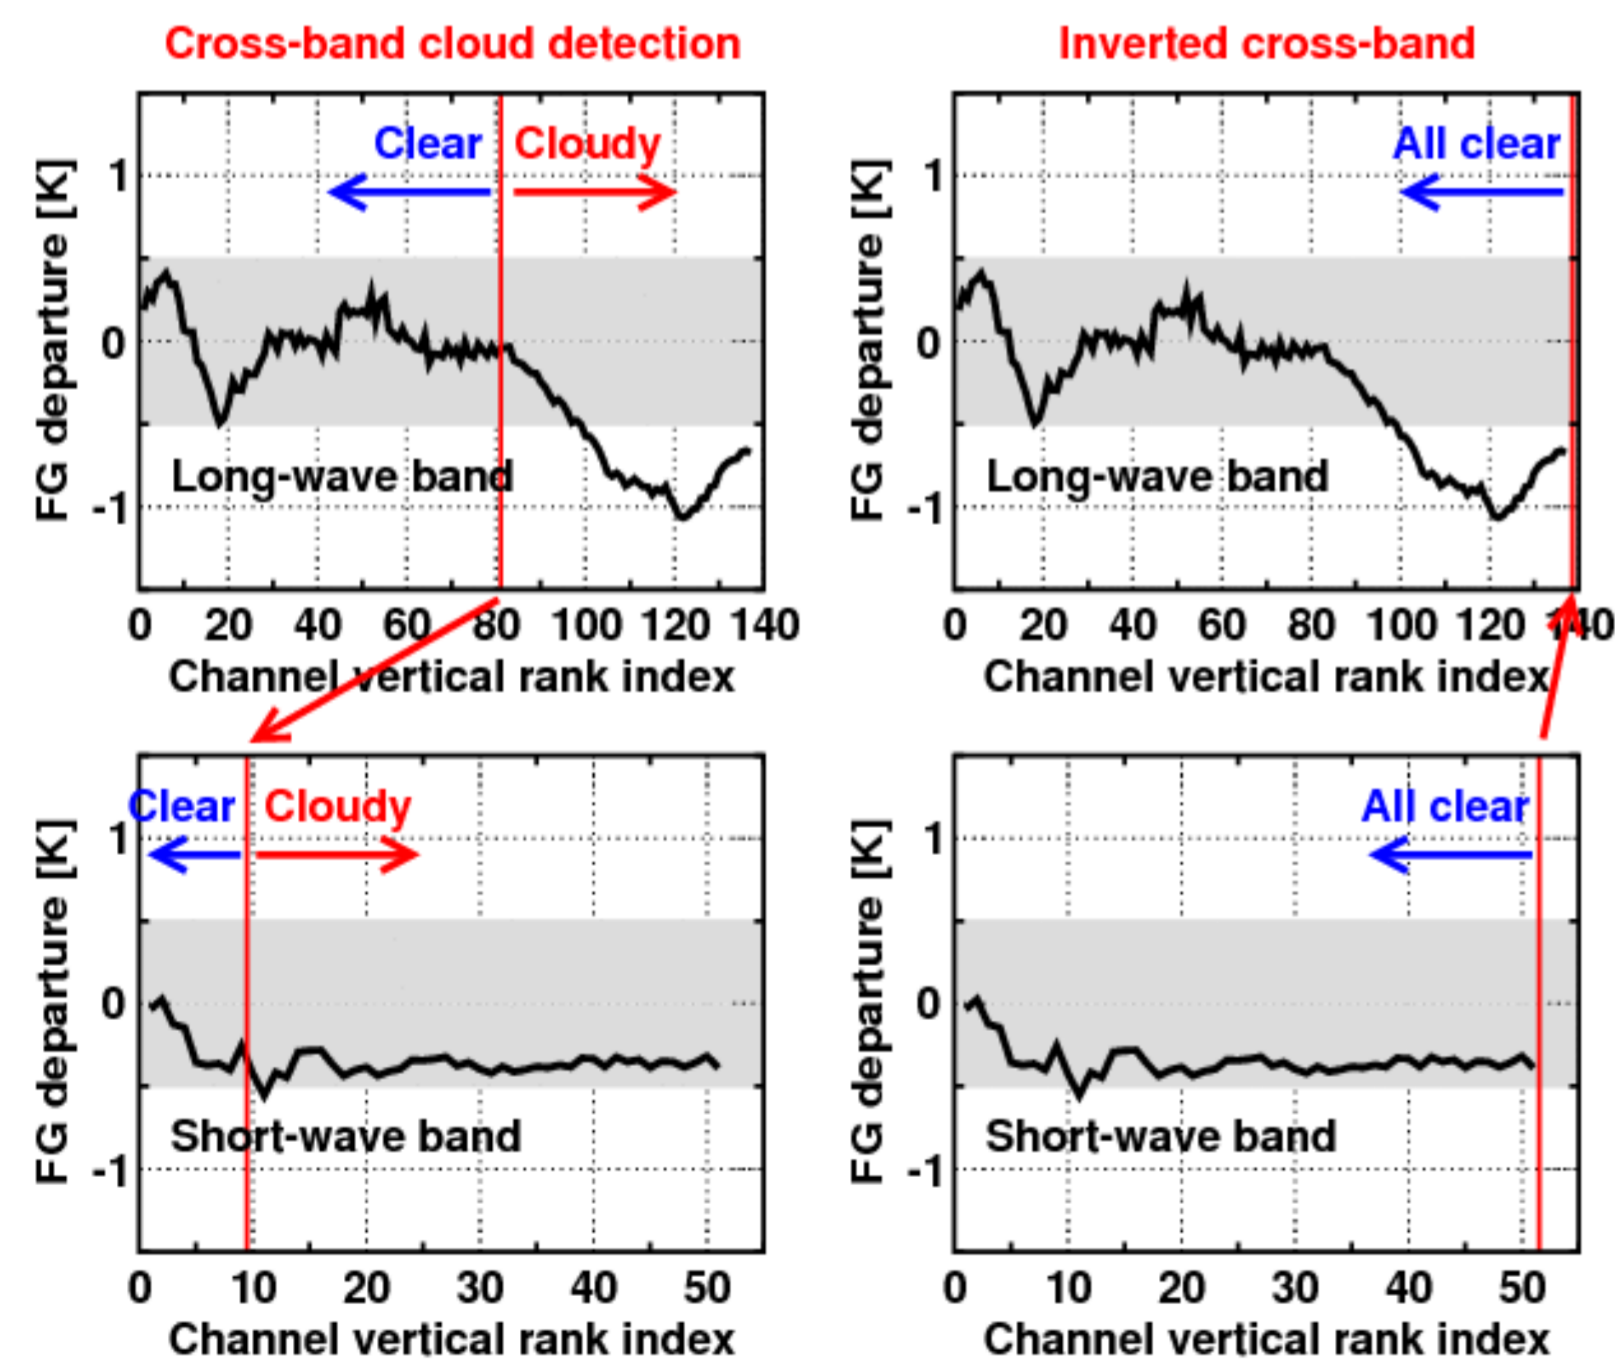 Cross-band cloud detection
Inverted cross-band
FG departure [K]
1
0
-1
Clear
Cloudy
Long-wave band
0 20 40 60 80 100 120 140
Channel vertical rank index
FG departure [K]
1
0
-1
All clear
Long-wave band
0 20 40 60 80 100 120 140
Channel vertical rank index
FG departure [K]
1
0
-1
Clear
Cloudy
Short-wave band
0 10 20 30 40 50
Channel vertical rank index
FG departure [K]
1
0
-1
All clear
Short-wave band
0 10 20 30 40 50
Channel vertical rank index